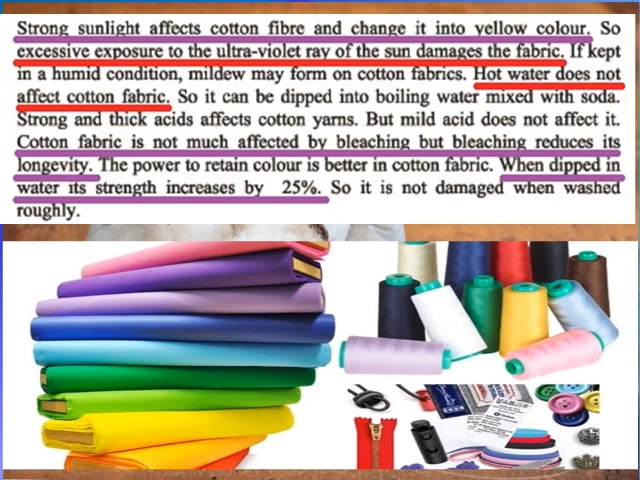 Strong sunlight affects cotton fibre and change it into yellow colour. So
excessive exposure to the ultra-violet ray of the sun damages the fabric. If kept
in a humid condition, mildew may form on cotton fabrics. Hot water does not
affect cotton fabric. So it can be dipped into boiling water mixed with soda.
Strong and thick acids affects cotton yarns. But mild acid does not affect it.
Cotton fabric is not much affected by bleaching but bleaching reduces its
longevity. The power to retain colour is better in cotton fabric. When dipped in
water its strength increases by 25%. So it is not damaged when washed
roughly.